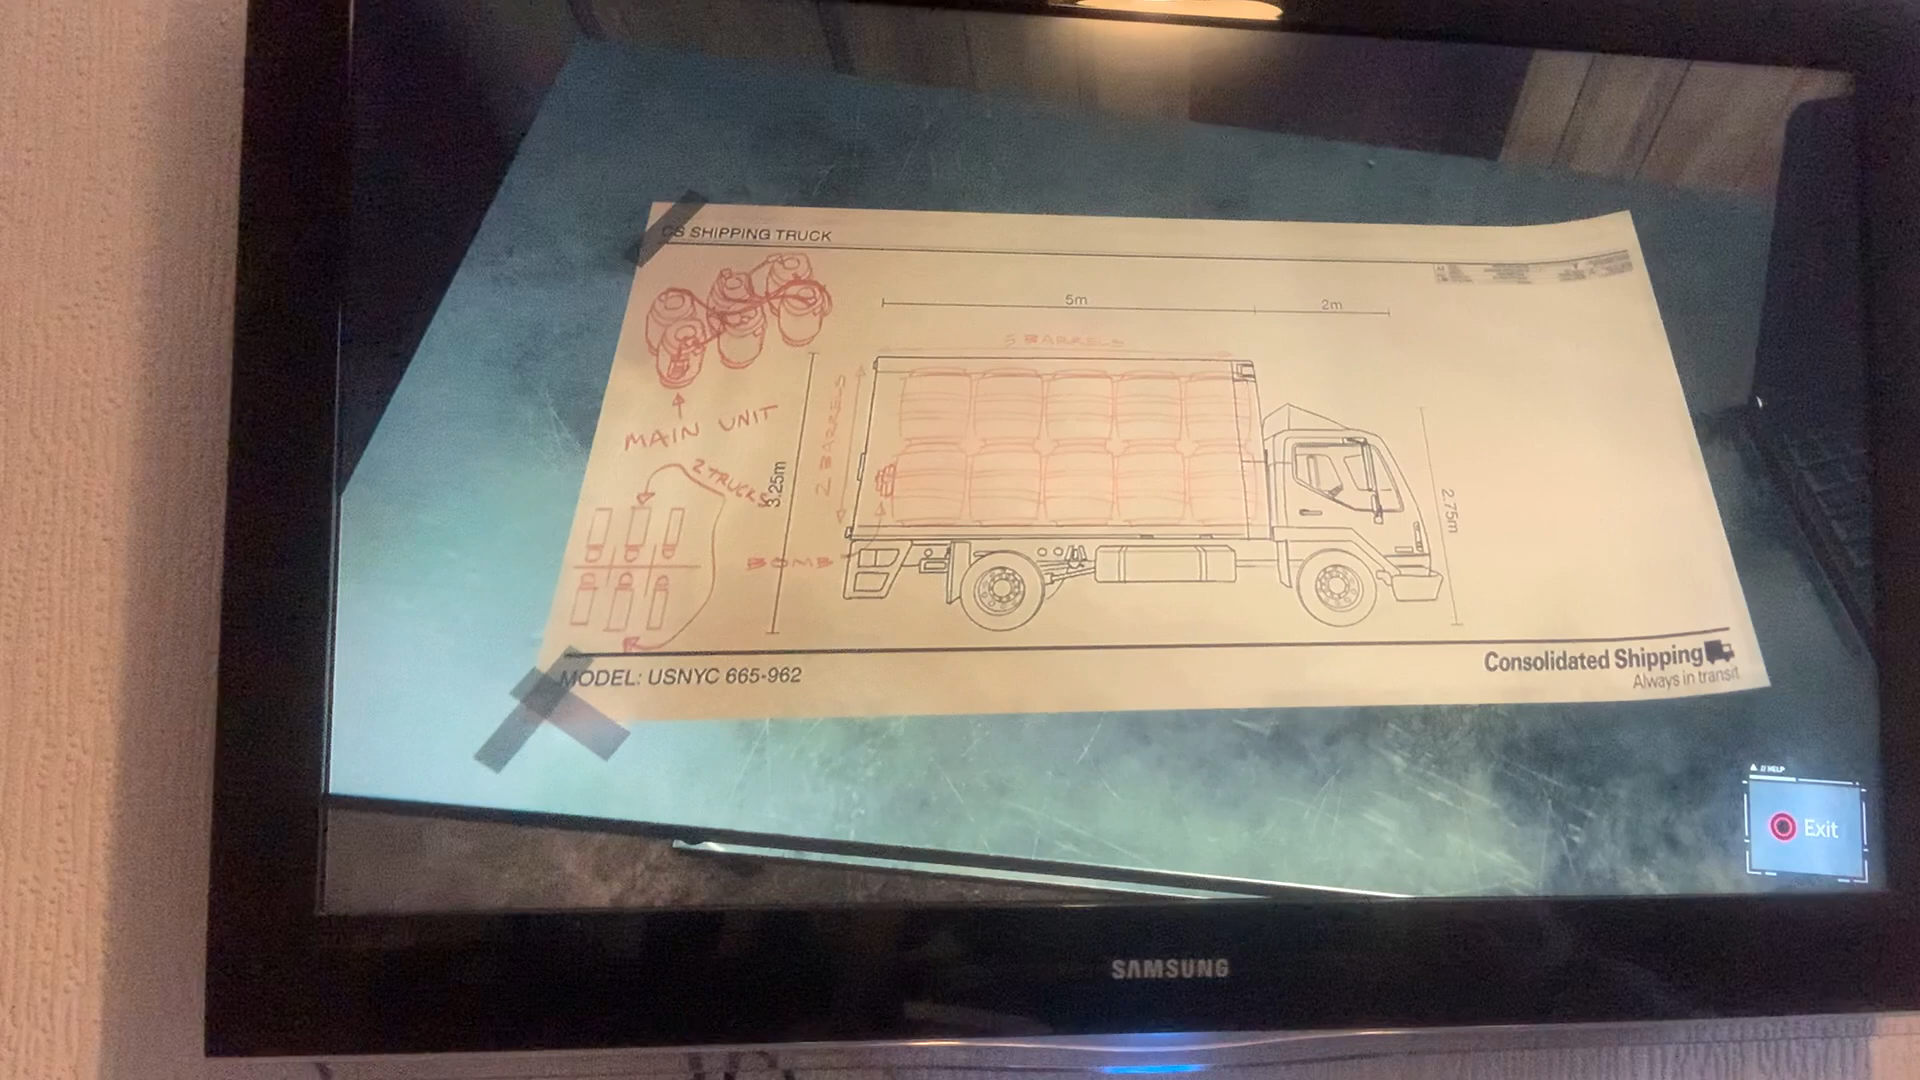 CS SHIPPING TRUCK
5m
2m
5 BARRELS
2 BARRELS
MAIN UNIT
2 TRUCKS
3.25m
2.75m
BOMB
MODEL: USNYC 665-962
Consolidated Shipping
Always in transit
// HELP
Exit
SAMSUNG